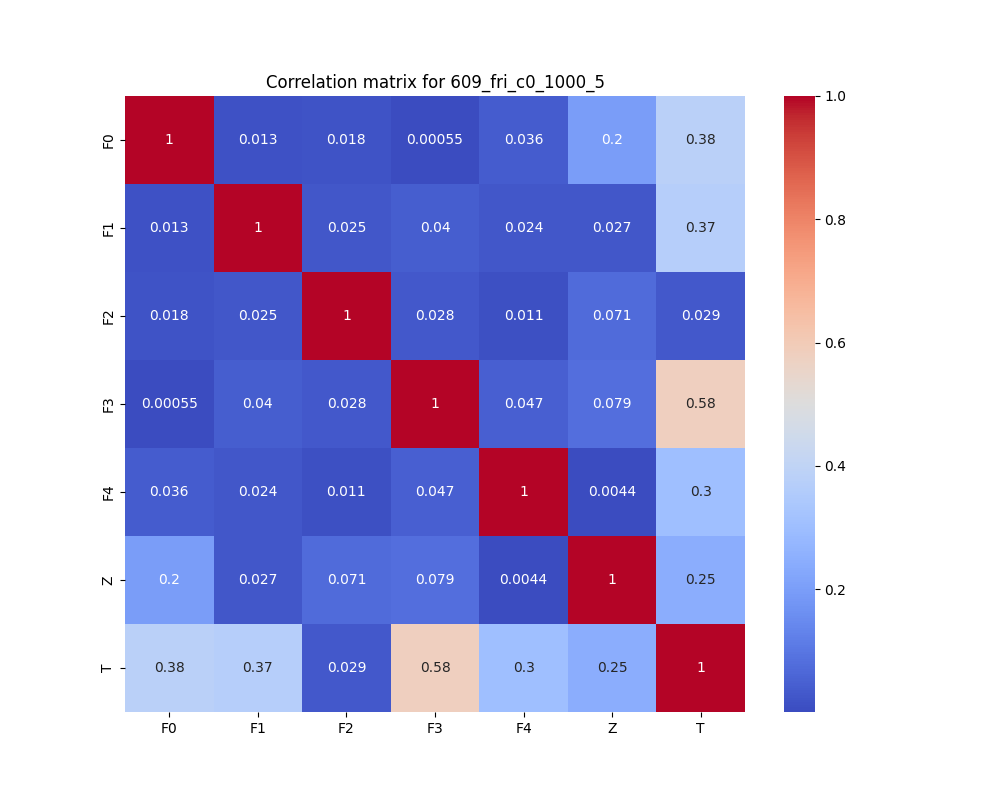 Correlation matrix for 609_fri_c0_1000_5
F0 1 0.013 0.018 0.00055 0.036 0.2 0.38
F1 0.013 1 0.025 0.04 0.024 0.027 0.37
F2 0.018 0.025 1 0.028 0.011 0.071 0.029
F3 0.00055 0.04 0.028 1 0.047 0.079 0.58
F4 0.036 0.024 0.011 0.047 1 0.0044 0.3
Z 0.2 0.027 0.071 0.079 0.0044 1 0.25
T 0.38 0.37 0.029 0.58 0.3 0.25 1
F0 F1 F2 F3 F4 Z T
1.0
0.8
0.6
0.4
0.2